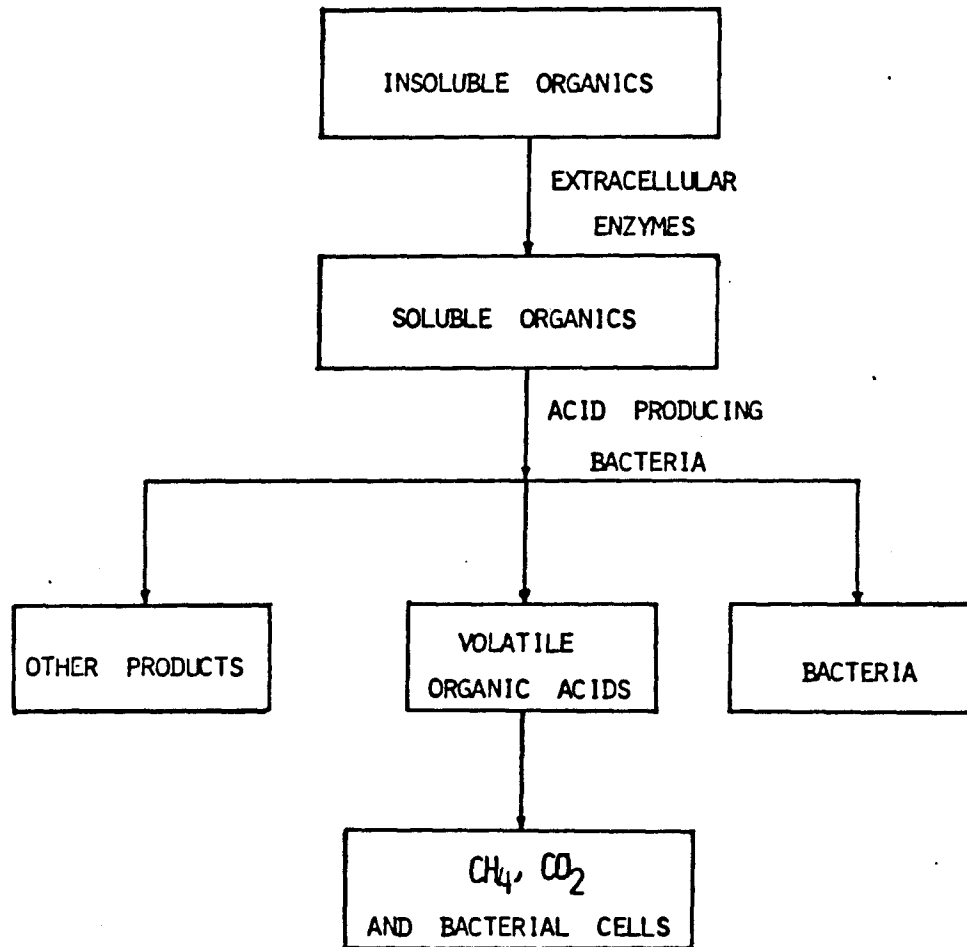 INSOLUBLE ORGANICS
EXTRACELLULAR
ENZYMES
SOLUBLE ORGANICS
ACID PRODUCING
BACTERIA
OTHER PRODUCTS
VOLATILE
ORGANIC ACIDS
BACTERIA
CH₄, CO₂
AND BACTERIAL CELLS